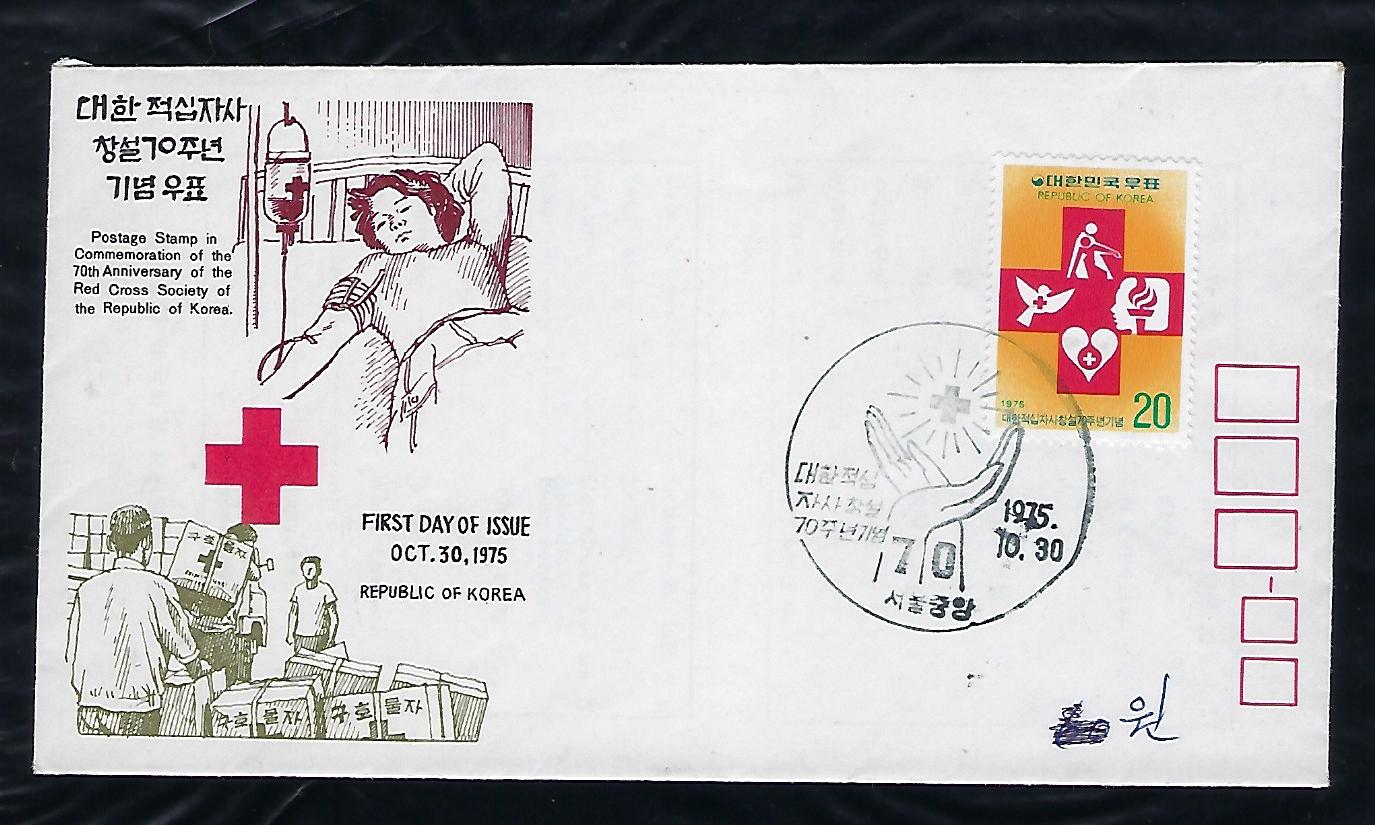 대한 적십자사
창설70주년
기념 우표
Postage Stamp in
Commemoration of the
70th Anniversary of the
Red Cross Society of
the Republic of Korea.
FIRST DAY OF ISSUE
OCT. 30, 1975
REPUBLIC OF KOREA
구호물자
구호 물자
구호 물자
대한민국우표
REPUBLIC OF KOREA
1975
대한적십자사창설70주년기념
20
대한적십
자사창설
70주년기념
70
1975.
10. 30
서울중앙
원